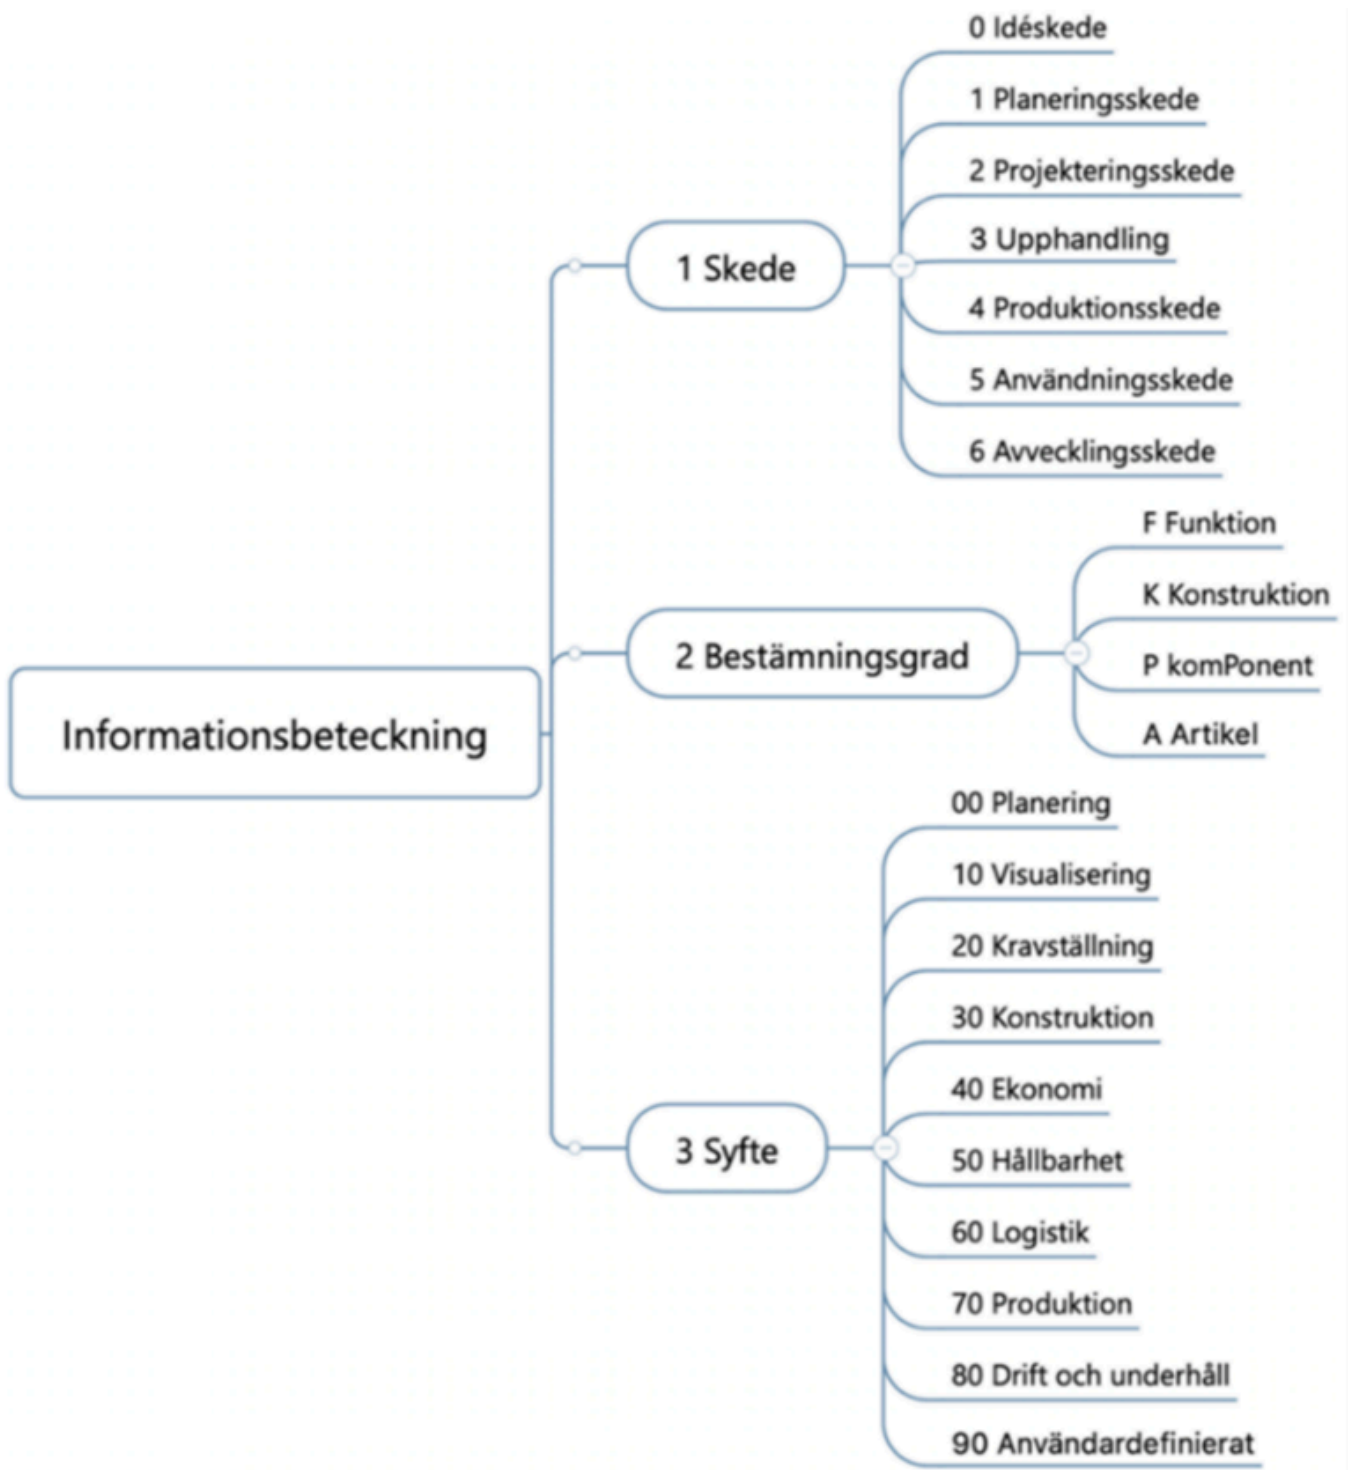 Informationsbeteckning
1 Skede
0 Idéskede
1 Planeringsskede
2 Projekteringsskede
3 Upphandling
4 Produktionsskede
5 Användningsskede
6 Avvecklingsskede
2 Bestämningsgrad
F Funktion
K Konstruktion
P komPonent
A Artikel
3 Syfte
00 Planering
10 Visualisering
20 Kravställning
30 Konstruktion
40 Ekonomi
50 Hållbarhet
60 Logistik
70 Produktion
80 Drift och underhåll
90 Användardefinierat